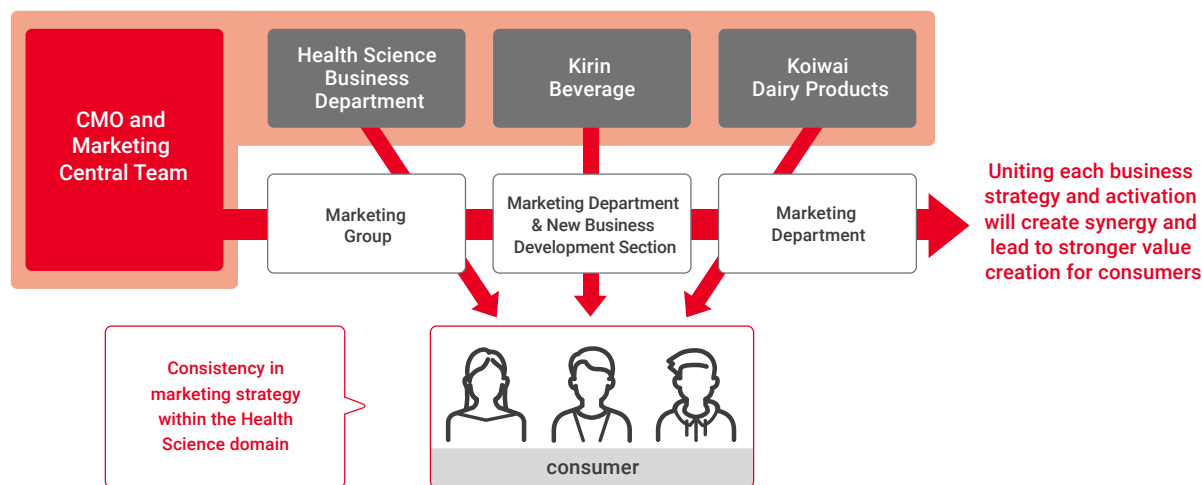 CMO and
Marketing
Central Team
Health Science
Business
Department
Kirin
Beverage
Koiwai
Dairy Products
Marketing
Group
Marketing Department
& New Business
Development Section
Marketing
Department
Uniting each business
strategy and activation
will create synergy and
lead to stronger value
creation for consumers
Consistency in
marketing strategy
within the Health
Science domain
consumer